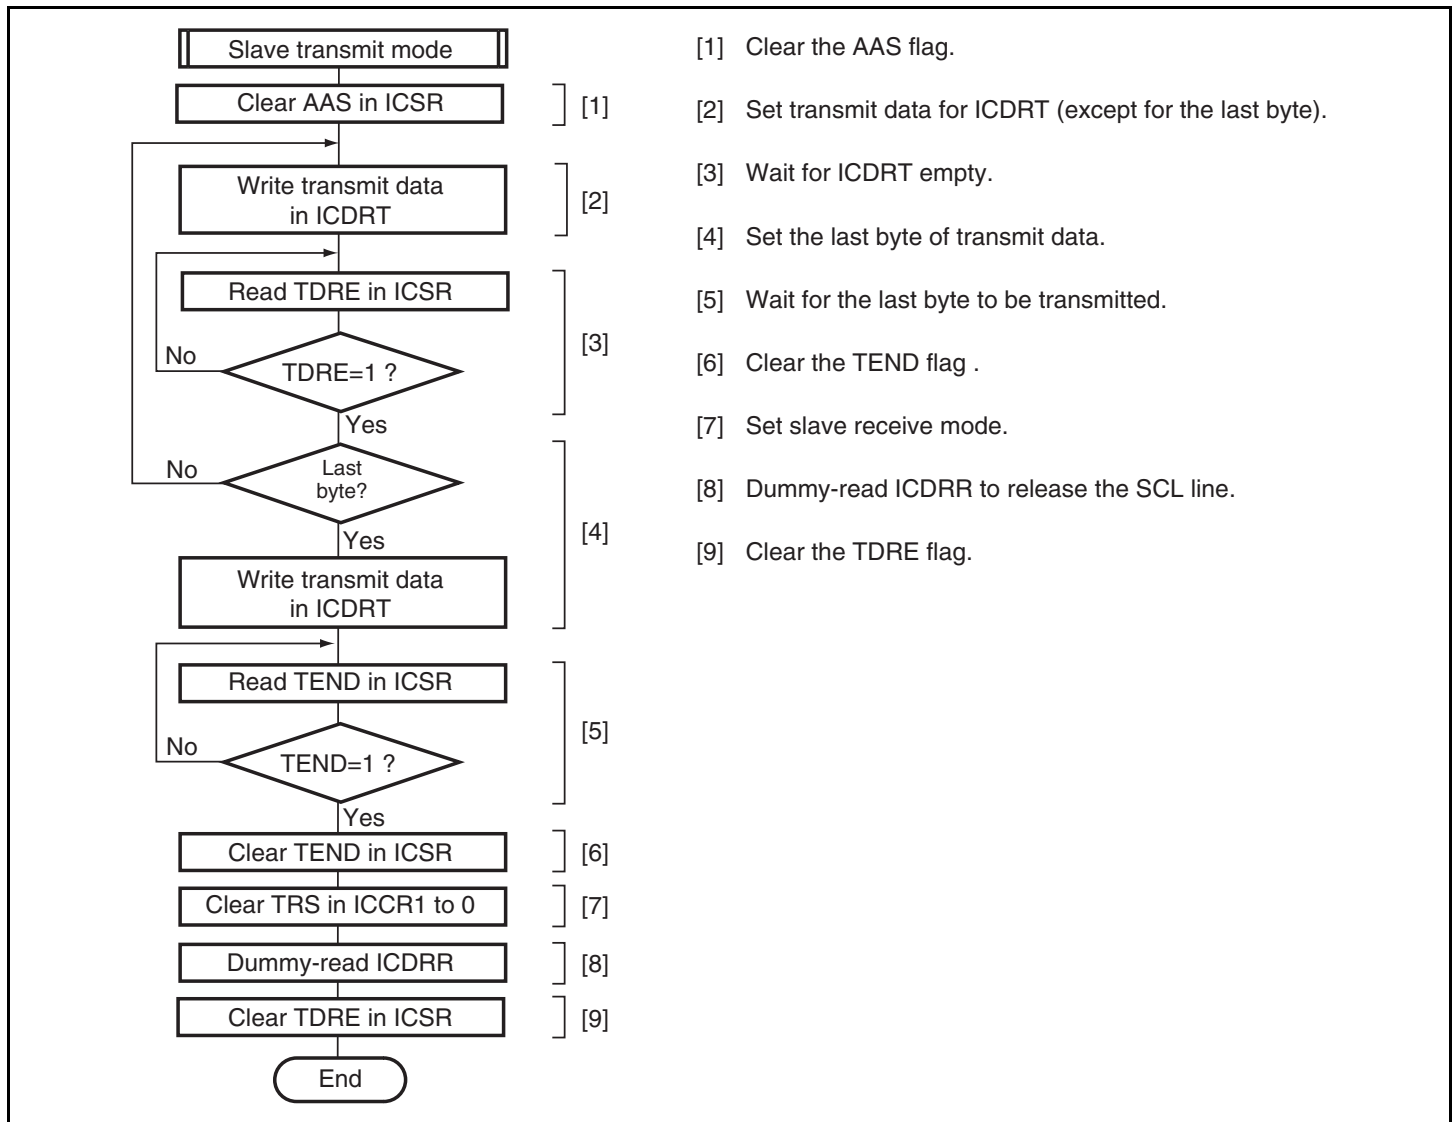 Slave transmit mode
Clear AAS in ICSR
[1]
Write transmit data
in ICDRT
[2]
Read TDRE in ICSR
[3]
No
TDRE=1 ?
Yes
No
Last
byte?
[4]
Yes
Write transmit data
in ICDRT
Read TEND in ICSR
[5]
No
TEND=1 ?
Yes
Clear TEND in ICSR
[6]
Clear TRS in ICCR1 to 0
[7]
Dummy-read ICDRR
[8]
Clear TDRE in ICSR
[9]
End
[1] Clear the AAS flag.
[2] Set transmit data for ICDRT (except for the last byte).
[3] Wait for ICDRT empty.
[4] Set the last byte of transmit data.
[5] Wait for the last byte to be transmitted.
[6] Clear the TEND flag .
[7] Set slave receive mode.
[8] Dummy-read ICDRR to release the SCL line.
[9] Clear the TDRE flag.